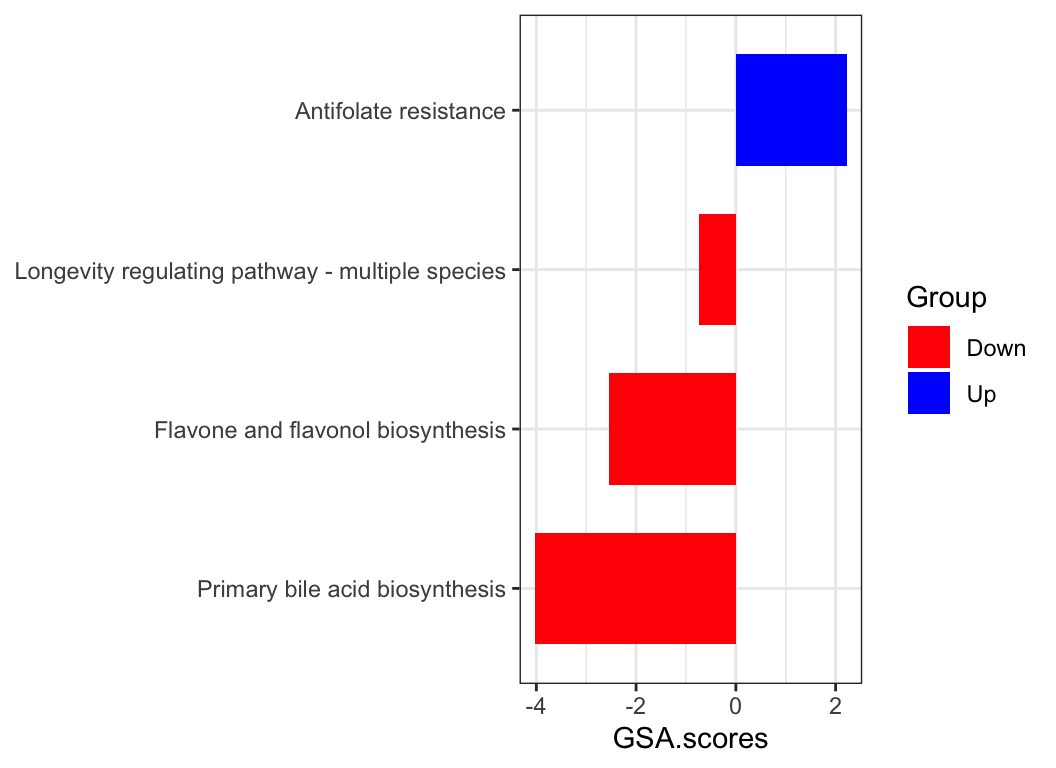 Antifolate resistance
Longevity regulating pathway - multiple species
Flavone and flavonol biosynthesis
Primary bile acid biosynthesis
-4 -2 0 2
GSA.scores
Group
Down
Up